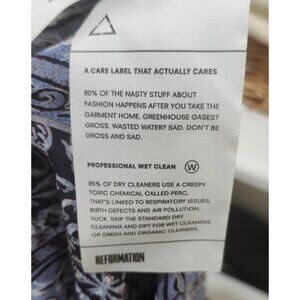 A CARE LABEL THAT ACTUALLY CARES
80% OF THE NASTY STUFF ABOUT
FASHION HAPPENS AFTER YOU TAKE THE
GARMENT HOME. GREENHOUSE GASES?
GROSS. WASTED WATER? SAD. DON'T BE
GROSS AND SAD.
PROFESSIONAL WET CLEAN W
85% OF DRY CLEANERS USE A CREEPY
TOXIC CHEMICAL CALLED PERC,
THAT'S LINKED TO RESPIRATORY ISSUES,
BIRTH DEFECTS AND AIR POLLUTION.
YUCK. SKIP THE STANDARD DRY
CLEANING AND OPT FOR WET CLEANING,
OR GREEN AND ORGANIC CLEANERS.
REFORMATION